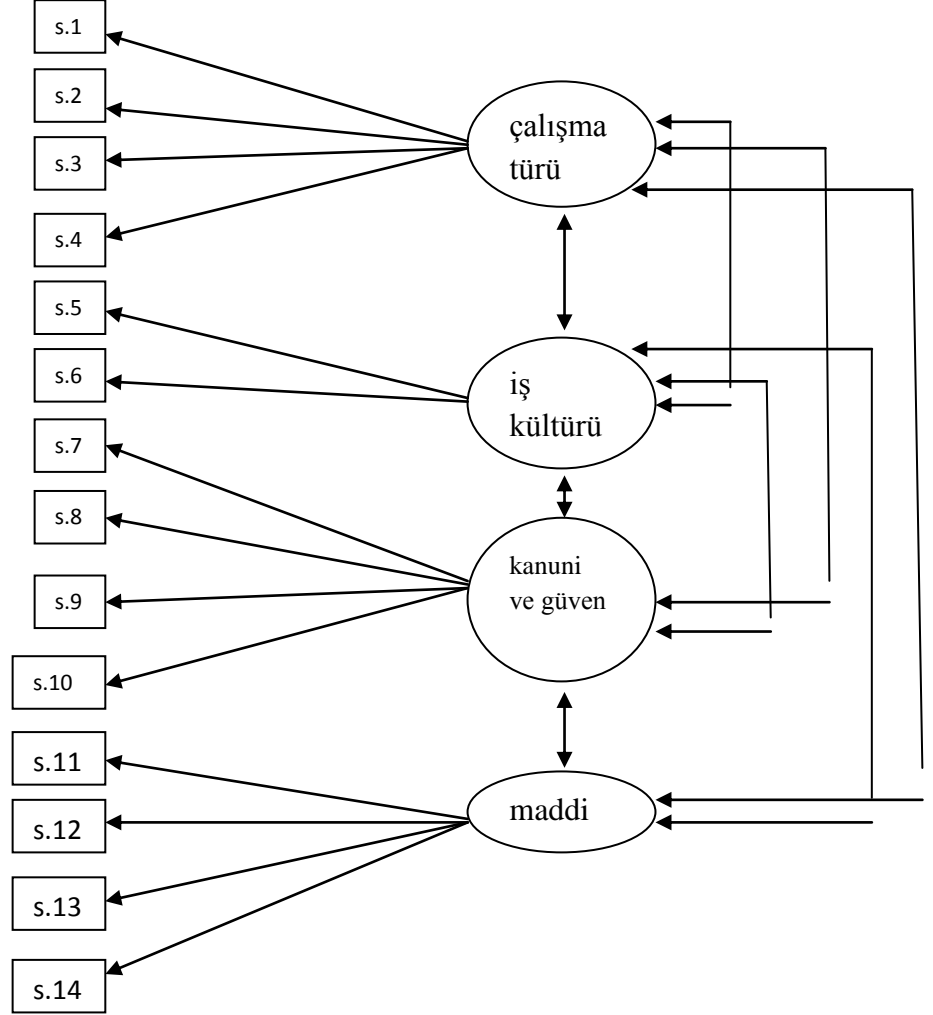 s.1
s.2
s.3
s.4
s.5
s.6
s.7
s.8
s.9
s.10
s.11
s.12
s.13
s.14
çalışma
türü
iş
kültürü
kanuni
ve güven
maddi